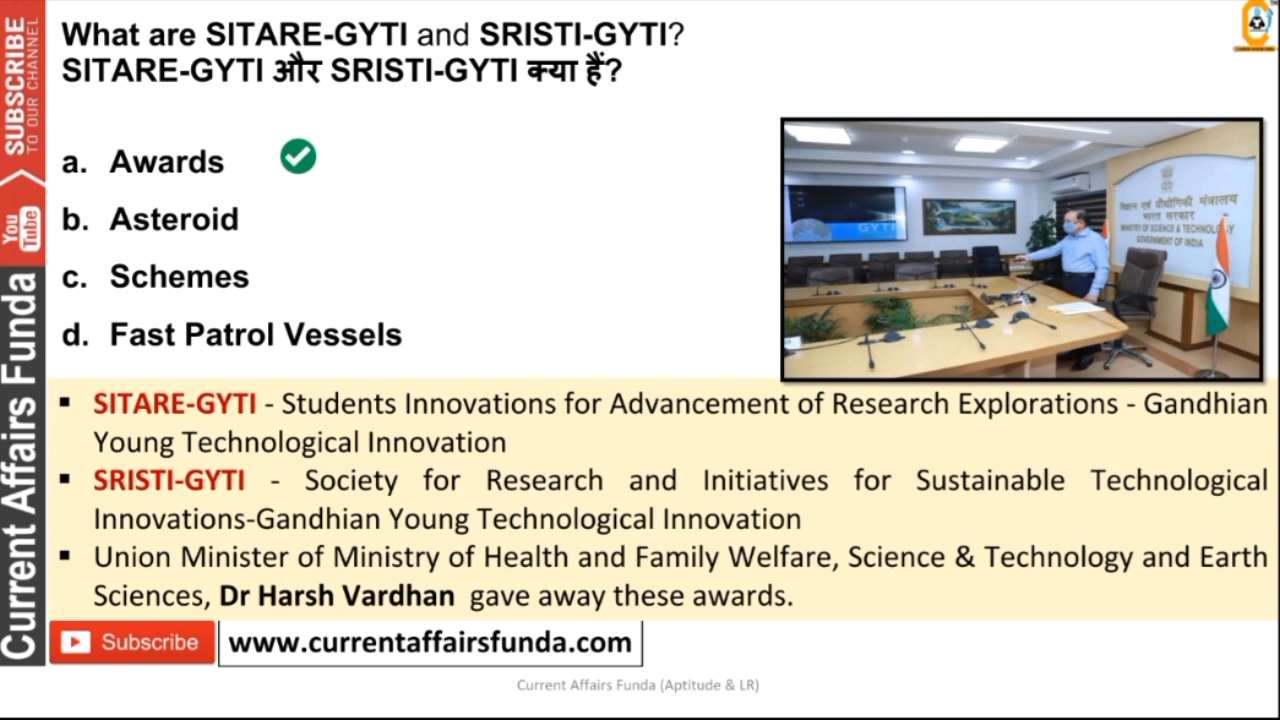 What are SITARE-GYTI and SRISTI-GYTI?
SITARE-GYTI और SRISTI-GYTI क्या हैं?
a. Awards
b. Asteroid
c. Schemes
d. Fast Patrol Vessels
GYTI
विज्ञान एवं प्रौद्योगिकी मंत्रालय
भारत सरकार
MINISTRY OF SCIENCE & TECHNOLOGY
GOVERNMENT OF INDIA
▪ SITARE-GYTI - Students Innovations for Advancement of Research Explorations - Gandhian
Young Technological Innovation
▪ SRISTI-GYTI - Society for Research and Initiatives for Sustainable Technological
Innovations-Gandhian Young Technological Innovation
▪ Union Minister of Ministry of Health and Family Welfare, Science & Technology and Earth
Sciences, Dr Harsh Vardhan gave away these awards.
Subscribe
www.currentaffairsfunda.com
Current Affairs Funda (Aptitude & LR)
SUBSCRIBE
TO OUR CHANNEL
You
Tube
Current Affairs Funda